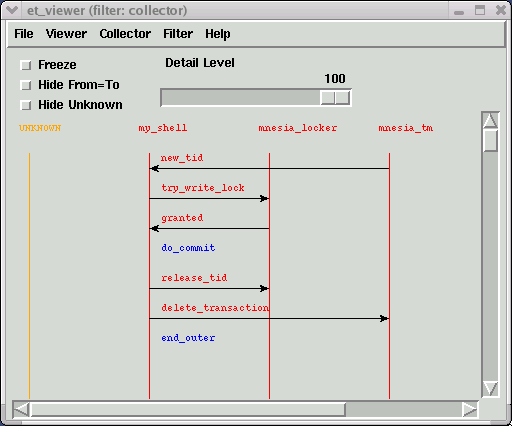 et_viewer (filter: collector)
File Viewer Collector Filter Help
Freeze
Hide From=To
Hide Unknown
Detail Level
100
UNKNOWN my_shell mnesia_locker mnesia_tm
new_tid
try_write_lock
granted
do_commit
release_tid
delete_transaction
end_outer